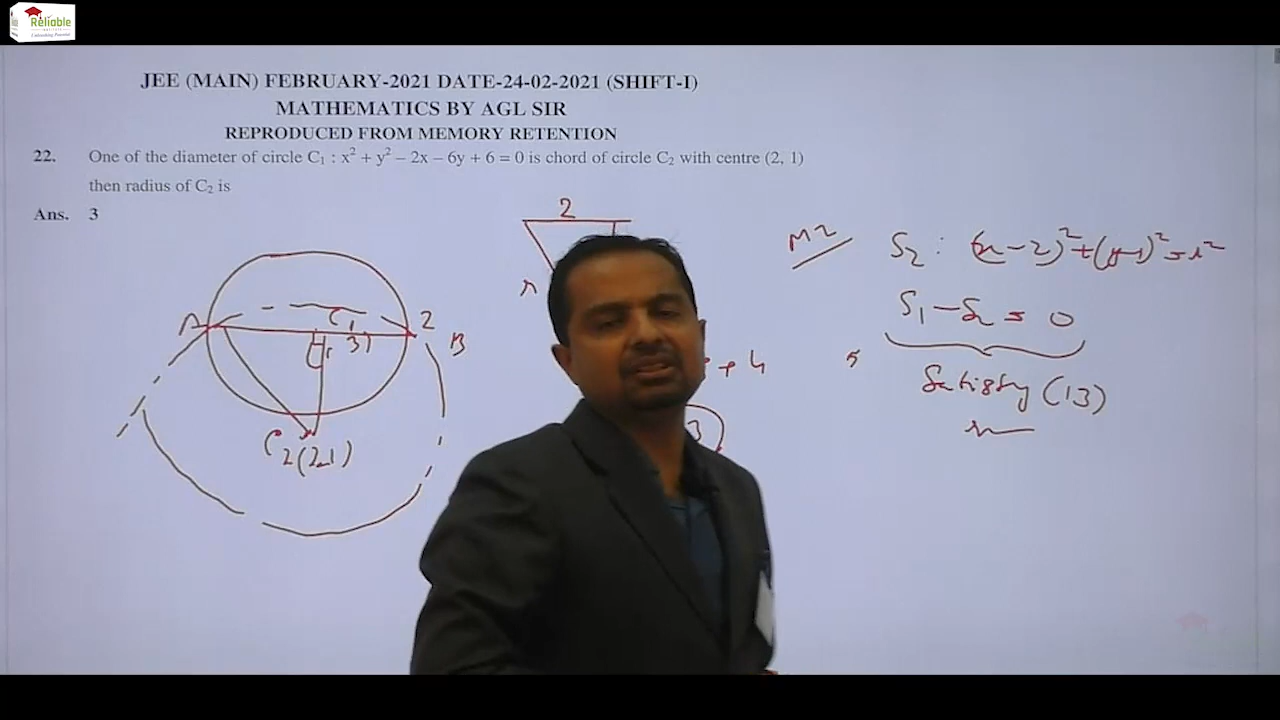 Reliable
INSTITUTE
JEE (MAIN) FEBRUARY-2021 DATE-24-02-2021 (SHIFT-I)
MATHEMATICS BY AGL SIR
REPRODUCED FROM MEMORY RETENTION
22. One of the diameter of circle C₁ : x² + y² – 2x – 6y + 6 = 0 is chord of circle C₂ with centre (2, 1)
then radius of C₂ is
Ans. 3
2
M2
S₂ : (x-2)²+(y-1)²=r²
S₁-S₂=0
A
2
B
+4
Satisfy (13)
3
C₂(2,1)